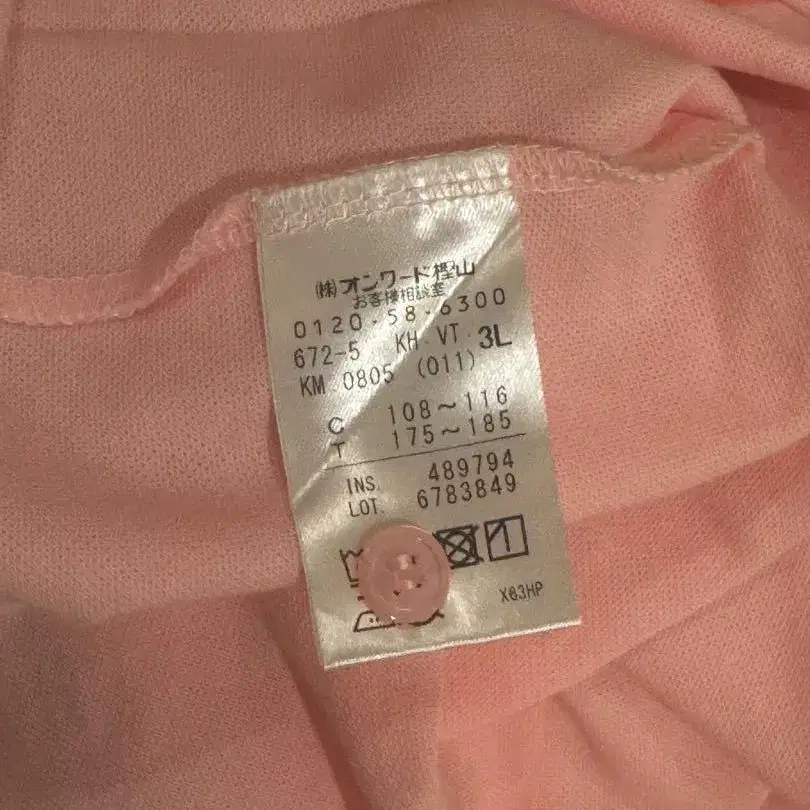 (株)オンワード樫山
お客様相談室
0120・58・6300
672-5 KH・VT・3L
KM 0805 (011)
C 108～116
T 175～185
INS. 489794
LOT. 6783849
X63HP